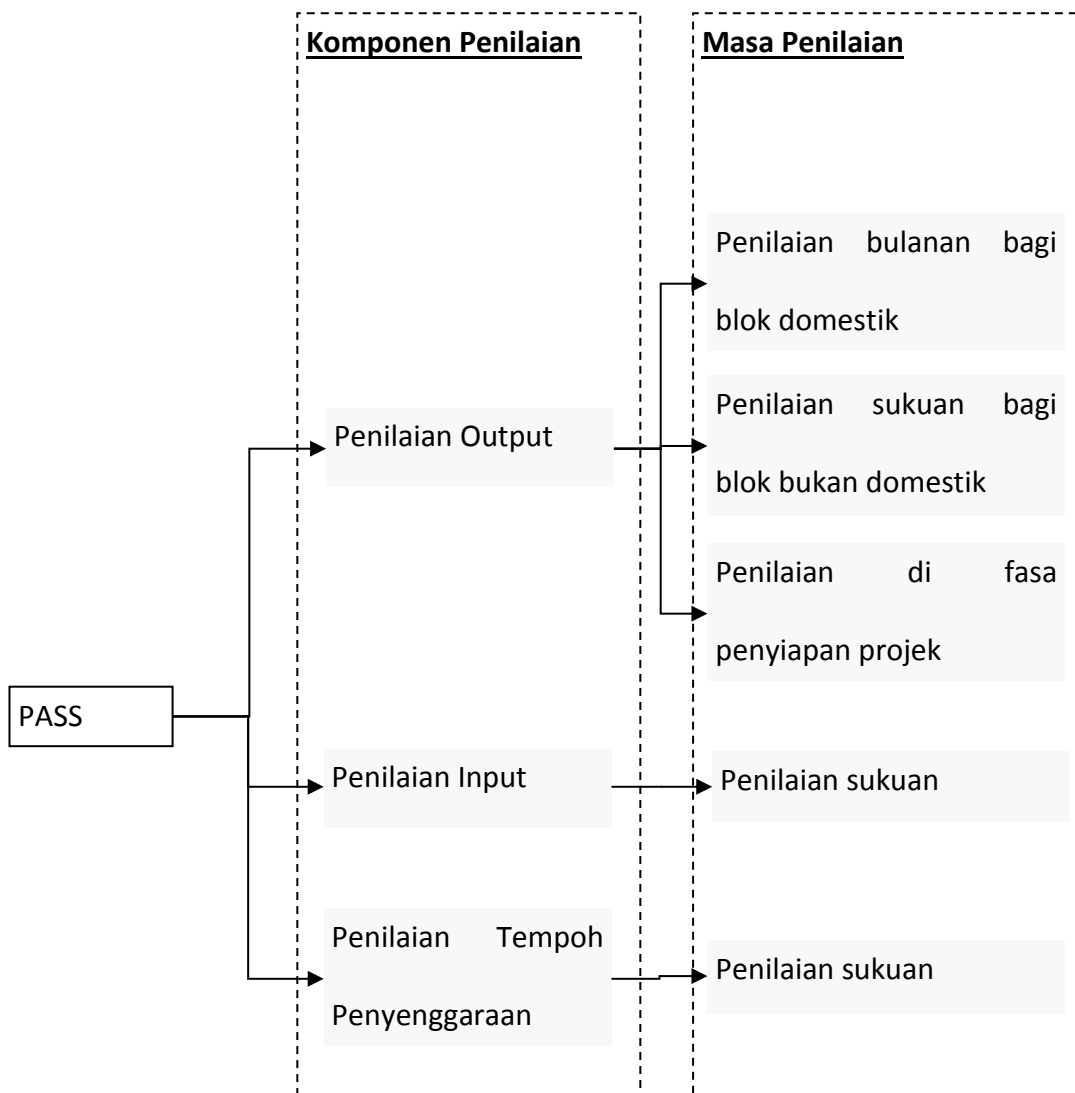 Komponen Penilaian
Masa Penilaian
Penilaian bulanan bagi
blok domestik
Penilaian sukuan bagi
blok bukan domestik
Penilaian Output
Penilaian di fasa
penyiapan projek
PASS
Penilaian Input
Penilaian sukuan
Penilaian Tempoh
Penyenggaraan
Penilaian sukuan